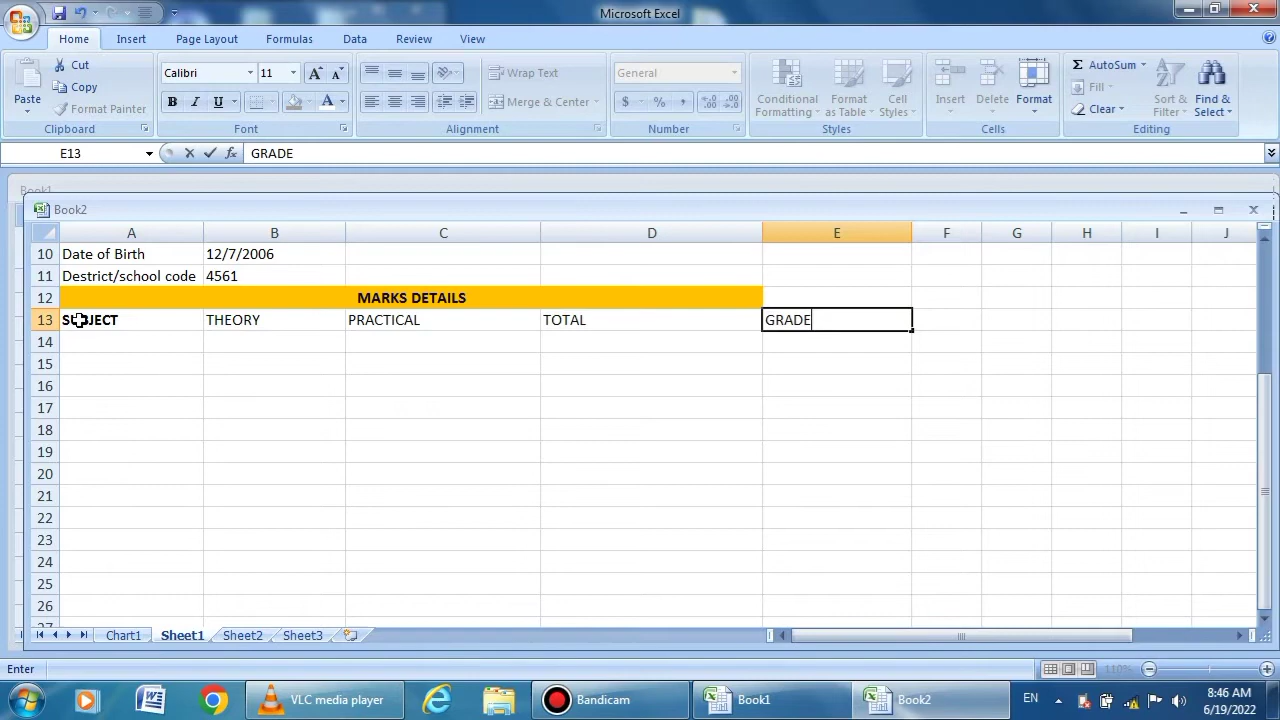 Microsoft Excel
Home Insert Page Layout Formulas Data Review View
Paste Cut Copy Format Painter Clipboard
Calibri 11 A A B I U A Font
Wrap Text Merge & Center Alignment
General $ % , Number
Conditional Formatting Format as Table Cell Styles Styles
Insert Delete Format Cells
Σ AutoSum Fill Clear Sort & Filter Find & Select Editing
E13 fx GRADE
Book1
Book2
A B C D E F G H I J
10 Date of Birth 12/7/2006
11 Destrict/school code 4561
12 MARKS DETAILS
13 SUBJECT THEORY PRACTICAL TOTAL GRADE
14
15
16
17
18
19
20
21
22
23
24
25
26
27
Chart1 Sheet1 Sheet2 Sheet3
Enter 110%
VLC media player Bandicam Book1 Book2 EN 8:46 AM
6/19/2022